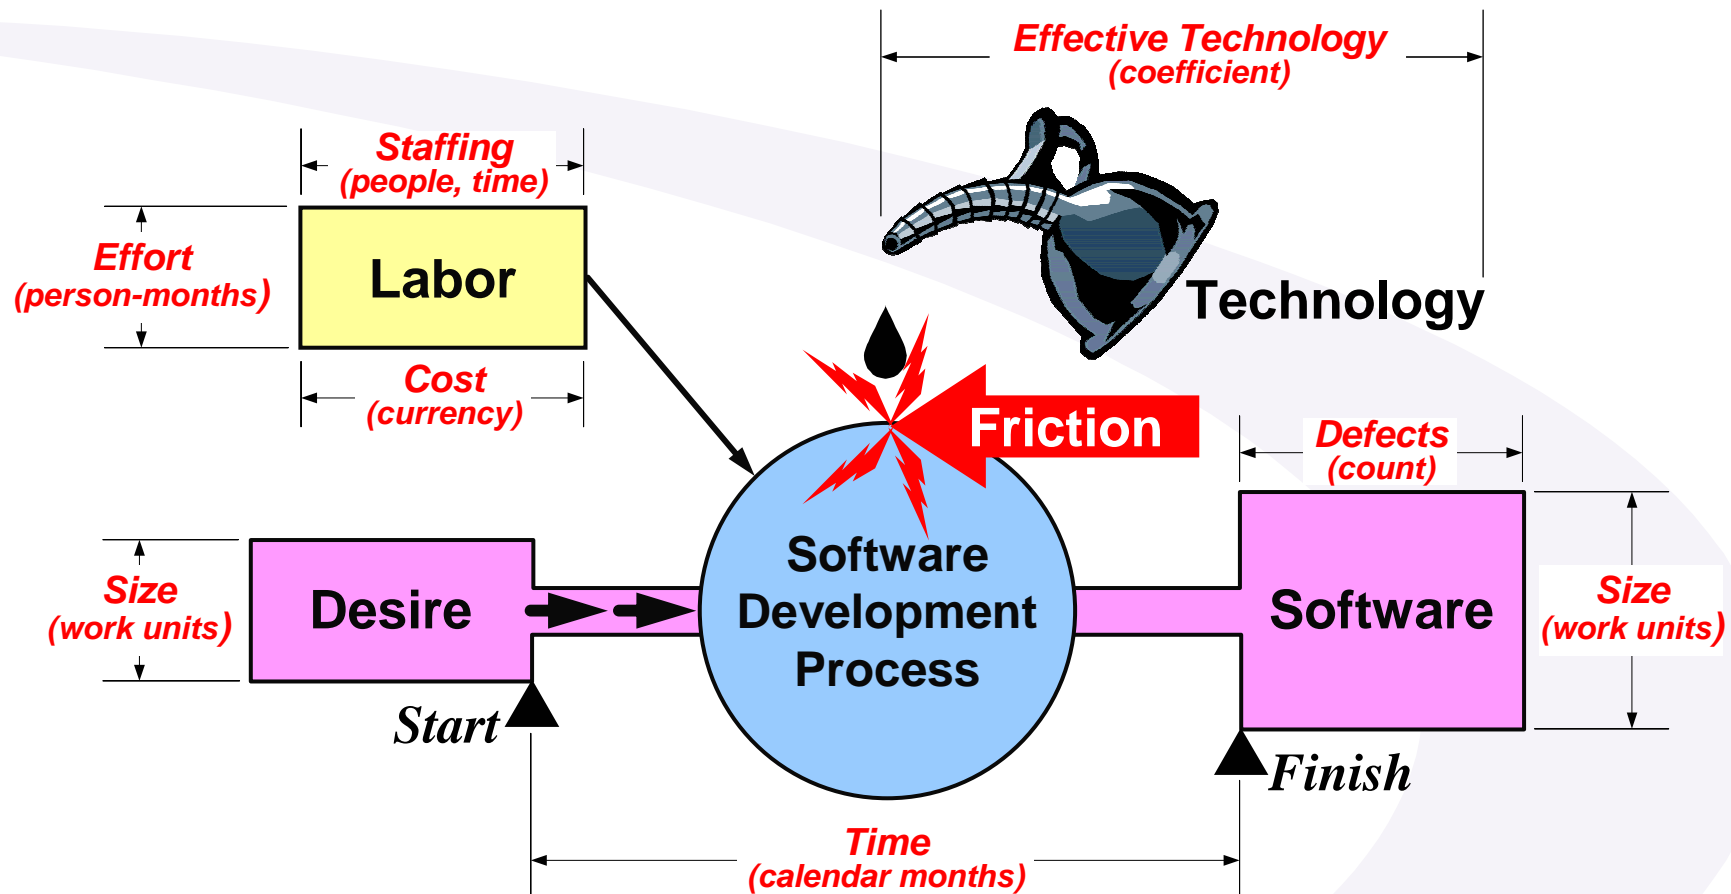 Effective Technology
(coefficient)
Staffing
(people, time)
Effort
(person-months)
Labor
Technology
Cost
(currency)
Friction
Defects
(count)
Software
Development
Process
Size
(work units)
Desire
Software
Size
(work units)
Start
Finish
Time
(calendar months)